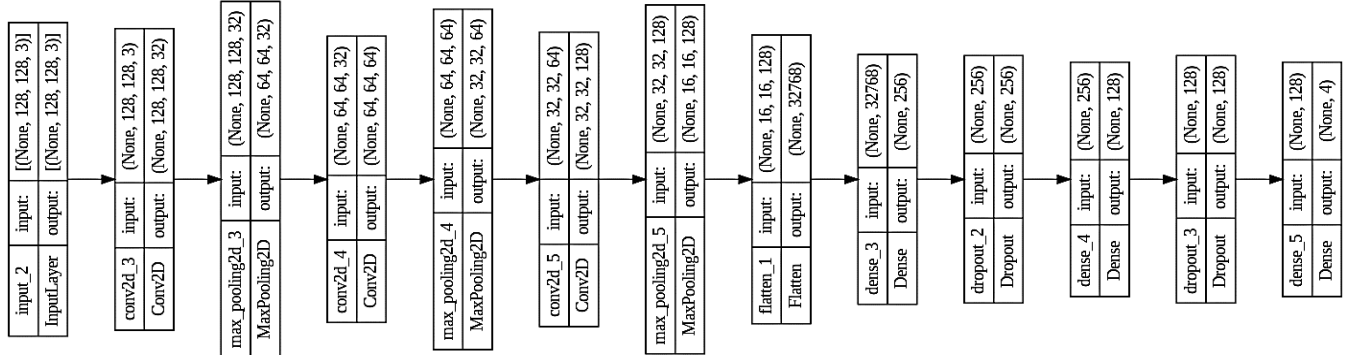 input_2 input: [(None, 128, 128, 3)]
InputLayer output: [(None, 128, 128, 3)]
conv2d_3 input: (None, 128, 128, 3)
Conv2D output: (None, 128, 128, 32)
max_pooling2d_3 input: (None, 128, 128, 32)
MaxPooling2D output: (None, 64, 64, 32)
conv2d_4 input: (None, 64, 64, 32)
Conv2D output: (None, 64, 64, 64)
max_pooling2d_4 input: (None, 64, 64, 64)
MaxPooling2D output: (None, 32, 32, 64)
conv2d_5 input: (None, 32, 32, 64)
Conv2D output: (None, 32, 32, 128)
max_pooling2d_5 input: (None, 32, 32, 128)
MaxPooling2D output: (None, 16, 16, 128)
flatten_1 input: (None, 16, 16, 128)
Flatten output: (None, 32768)
dense_3 input: (None, 32768)
Dense output: (None, 256)
dropout_2 input: (None, 256)
Dropout output: (None, 256)
dense_4 input: (None, 256)
Dense output: (None, 128)
dropout_3 input: (None, 128)
Dropout output: (None, 128)
dense_5 input: (None, 128)
Dense output: (None, 4)